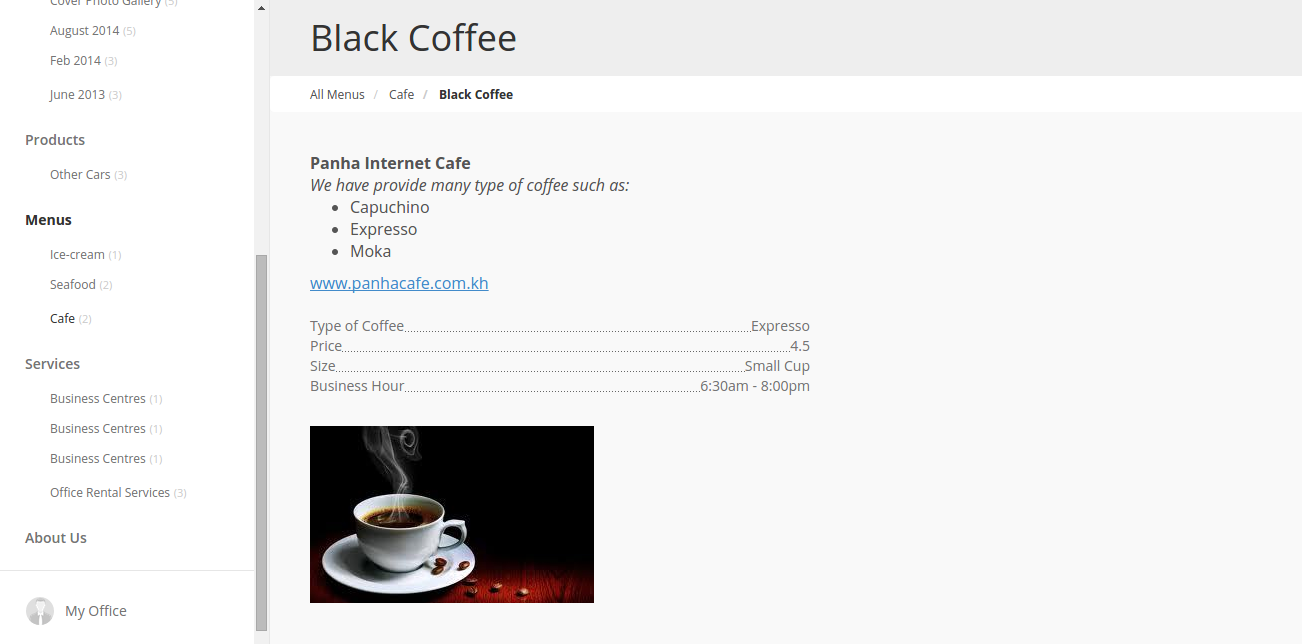 Cover Photo Gallery (5)
August 2014 (5)
Feb 2014 (3)
June 2013 (3)
Products
Other Cars (3)
Menus
Ice-cream (1)
Seafood (2)
Cafe (2)
Services
Business Centres (1)
Business Centres (1)
Business Centres (1)
Office Rental Services (3)
About Us
My Office
Black Coffee
All Menus / Cafe / Black Coffee
Panha Internet Cafe
We have provide many type of coffee such as:
• Capuchino
• Expresso
• Moka
www.panhacafe.com.kh
Type of Coffee Expresso
Price 4.5
Size Small Cup
Business Hour 6:30am - 8:00pm